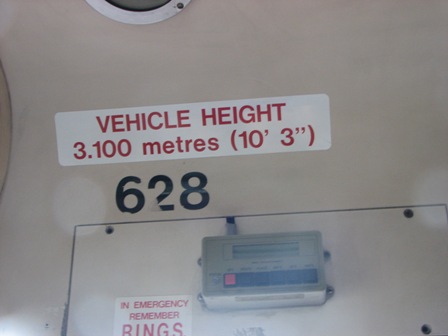 VEHICLE HEIGHT
3.100 metres (10' 3")
628
IN EMERGENCY
REMEMBER
RINGS